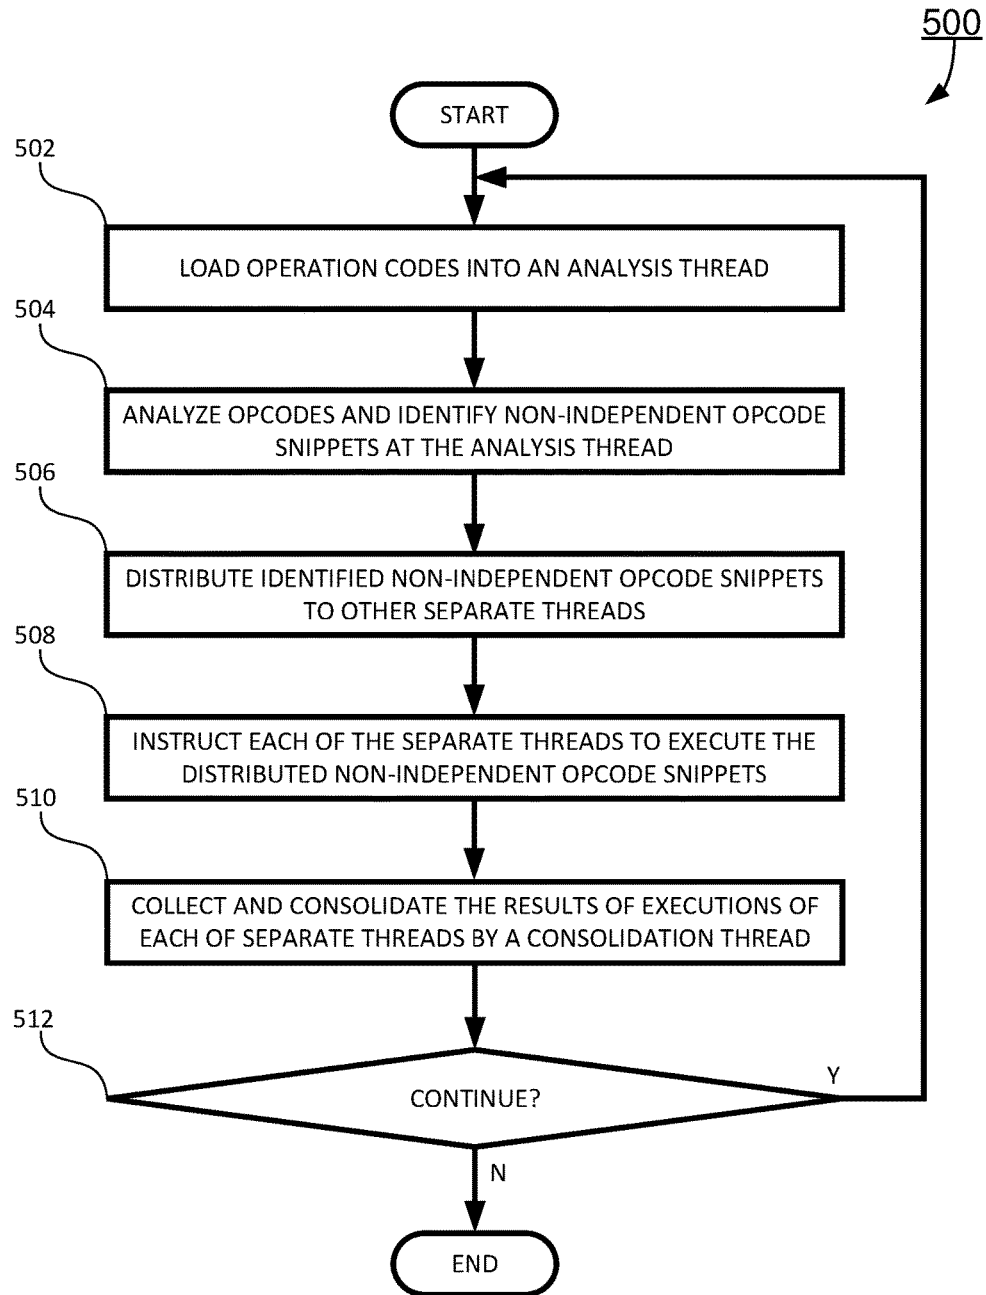 500
START
502
LOAD OPERATION CODES INTO AN ANALYSIS THREAD
504
ANALYZE OPCODES AND IDENTIFY NON-INDEPENDENT OPCODE
SNIPPETS AT THE ANALYSIS THREAD
506
DISTRIBUTE IDENTIFIED NON-INDEPENDENT OPCODE SNIPPETS
TO OTHER SEPARATE THREADS
508
INSTRUCT EACH OF THE SEPARATE THREADS TO EXECUTE THE
DISTRIBUTED NON-INDEPENDENT OPCODE SNIPPETS
510
COLLECT AND CONSOLIDATE THE RESULTS OF EXECUTIONS OF
EACH OF SEPARATE THREADS BY A CONSOLIDATION THREAD
512
CONTINUE?
Y
N
END